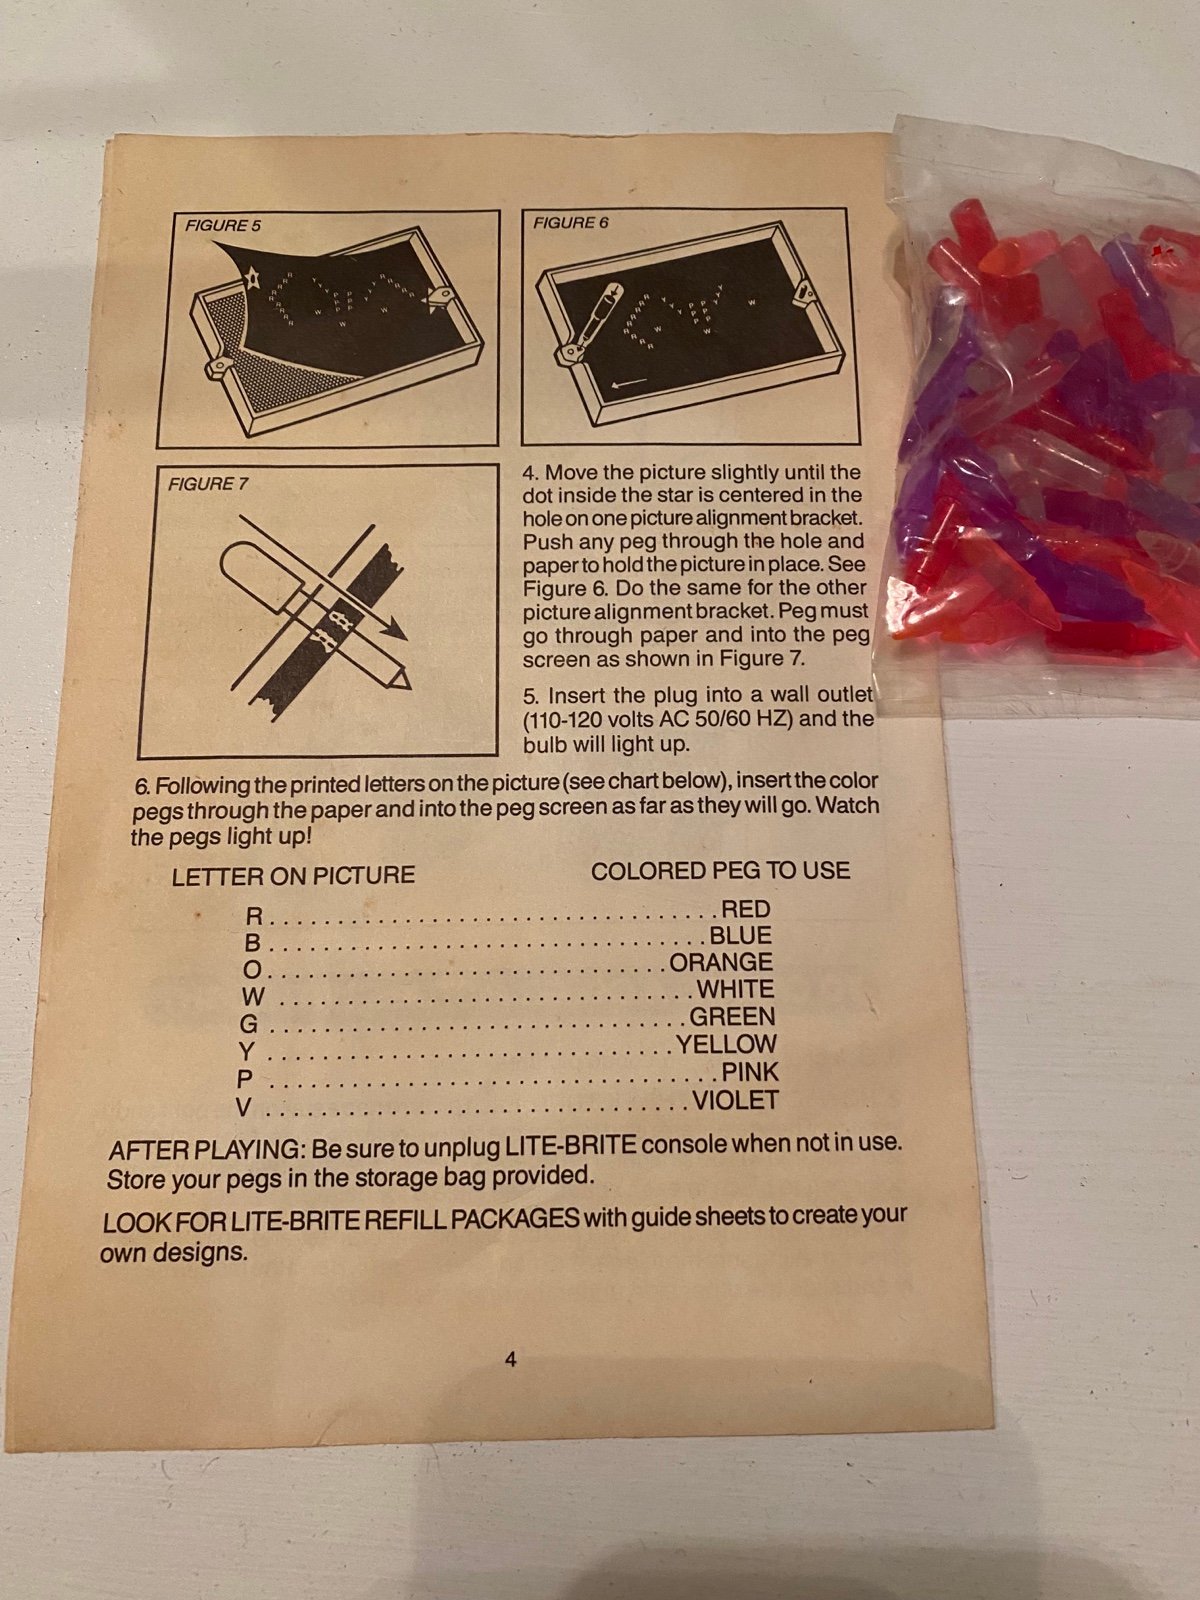 FIGURE 5
FIGURE 6
FIGURE 7
4. Move the picture slightly until the
dot inside the star is centered in the
hole on one picture alignment bracket.
Push any peg through the hole and
paper to hold the picture in place. See
Figure 6. Do the same for the other
picture alignment bracket. Peg must
go through paper and into the peg
screen as shown in Figure 7.
5. Insert the plug into a wall outlet
(110-120 volts AC 50/60 HZ) and the
bulb will light up.
6. Following the printed letters on the picture (see chart below), insert the color
pegs through the paper and into the peg screen as far as they will go. Watch
the pegs light up!
LETTER ON PICTURE COLORED PEG TO USE
R.................................RED
B................................BLUE
O.............................ORANGE
W ..............................WHITE
G ..............................GREEN
Y .............................YELLOW
P ................................PINK
V ..............................VIOLET
AFTER PLAYING: Be sure to unplug LITE-BRITE console when not in use.
Store your pegs in the storage bag provided.
LOOK FOR LITE-BRITE REFILL PACKAGES with guide sheets to create your
own designs.
4